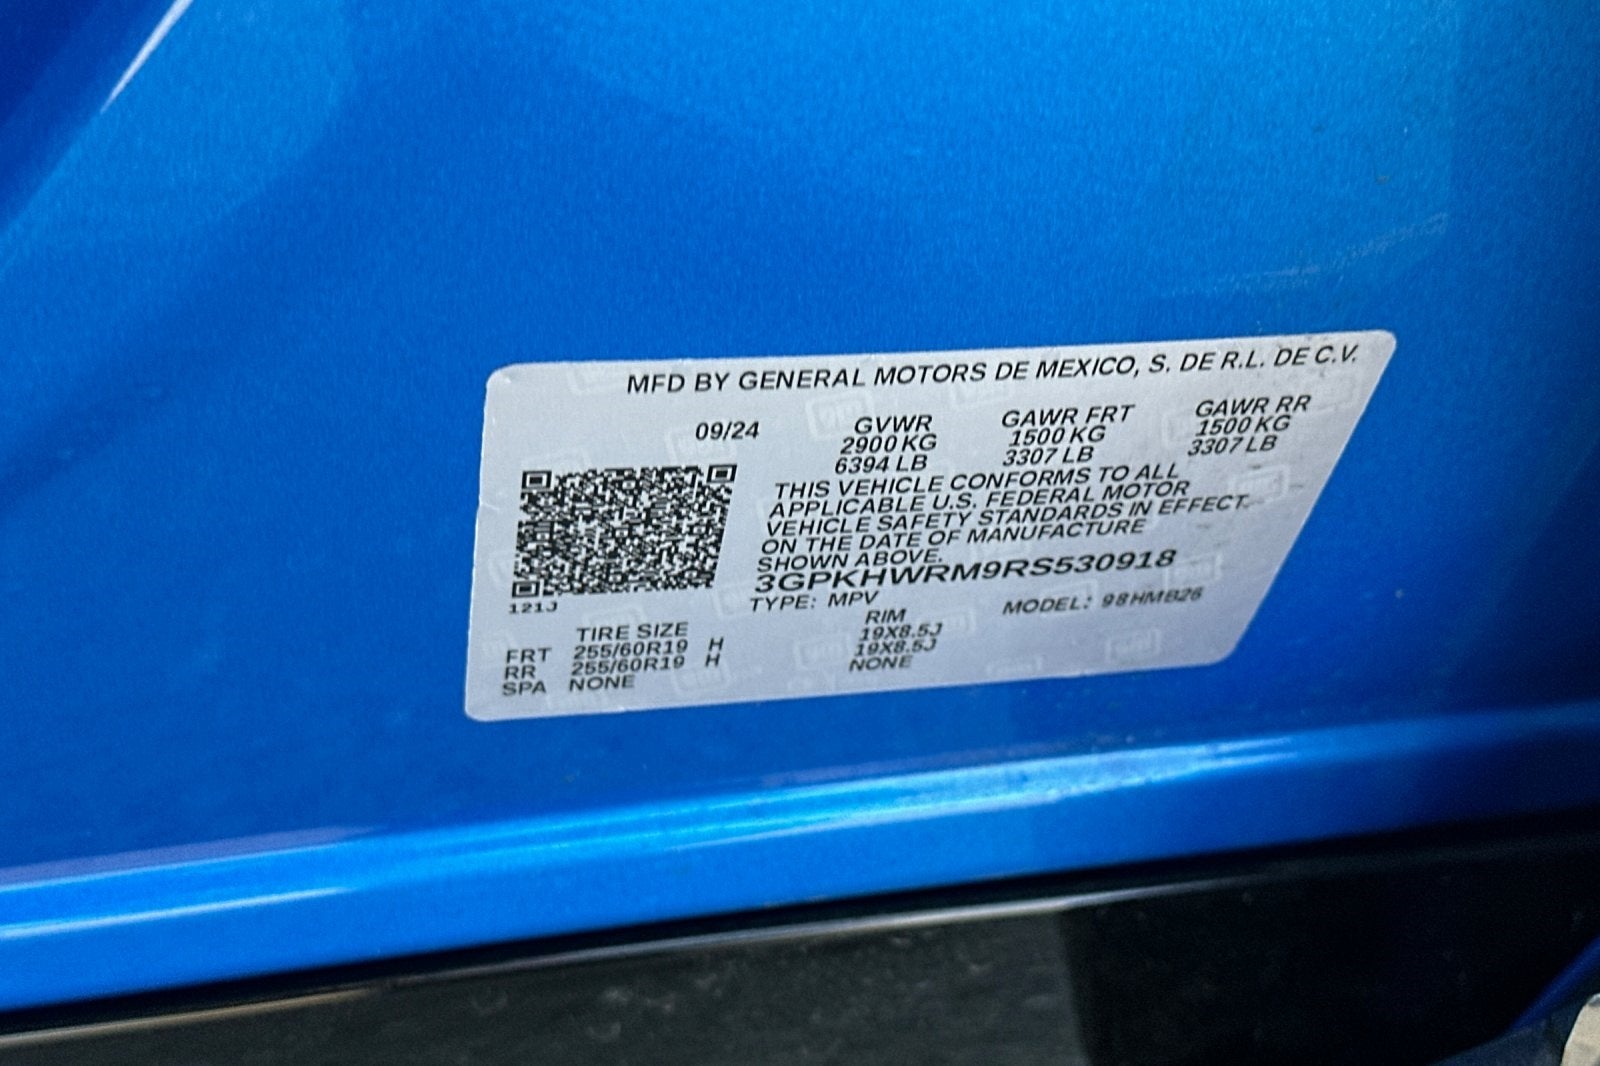 MFD BY GENERAL MOTORS DE MEXICO, S. DE R.L. DE C.V.
09/24 GVWR GAWR FRT GAWR RR
2900 KG 1500 KG 1500 KG
6394 LB 3307 LB 3307 LB
THIS VEHICLE CONFORMS TO ALL
APPLICABLE U.S. FEDERAL MOTOR
VEHICLE SAFETY STANDARDS IN EFFECT
ON THE DATE OF MANUFACTURE
SHOWN ABOVE.
3GPKHWRM9RS530918
121J TYPE: MPV MODEL: 98HMB26
TIRE SIZE RIM
FRT 255/60R19 H 19X8.5J
RR 255/60R19 H 19X8.5J
SPA NONE NONE